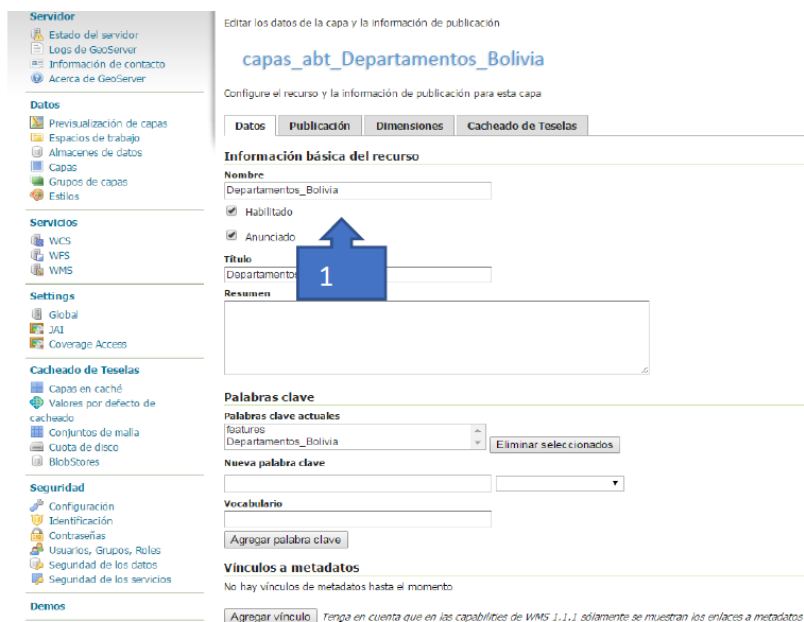 Servidor
Estado del servidor
Logs de GeoServer
Información de contacto
Acerca de GeoServer
Datos
Previsualización de capas
Espacios de trabajo
Almacenes de datos
Capas
Grupos de capas
Estilos
Servicios
WCS
WFS
WMS
Settings
Global
JAI
Coverage Access
Cacheado de Teselas
Capas en caché
Valores por defecto de
cacheado
Conjuntos de malla
Cuota de disco
BlobStores
Seguridad
Configuración
Identificación
Contraseñas
Usuarios, Grupos, Roles
Seguridad de los datos
Seguridad de los servicios
Demos
Editar los datos de la capa y la información de publicación
capas_abt_Departamentos_Bolivia
Configure el recurso y la información de publicación para esta capa
Datos Publicación Dimensiones Cacheado de Teselas
Información básica del recurso
Nombre
Departamentos_Bolivia
Habilitado
Anunciado
1
Título
Departamentos
Resumen
Palabras clave
Palabras clave actuales
features
Departamentos_Bolivia
Eliminar seleccionados
Nueva palabra clave
Vocabulario
Agregar palabra clave
Vínculos a metadatos
No hay vínculos de metadatos hasta el momento
Agregar vínculo Tenga en cuenta que en las capabilities de WMS 1.1.1 sólamente se muestran los enlaces a metadatos